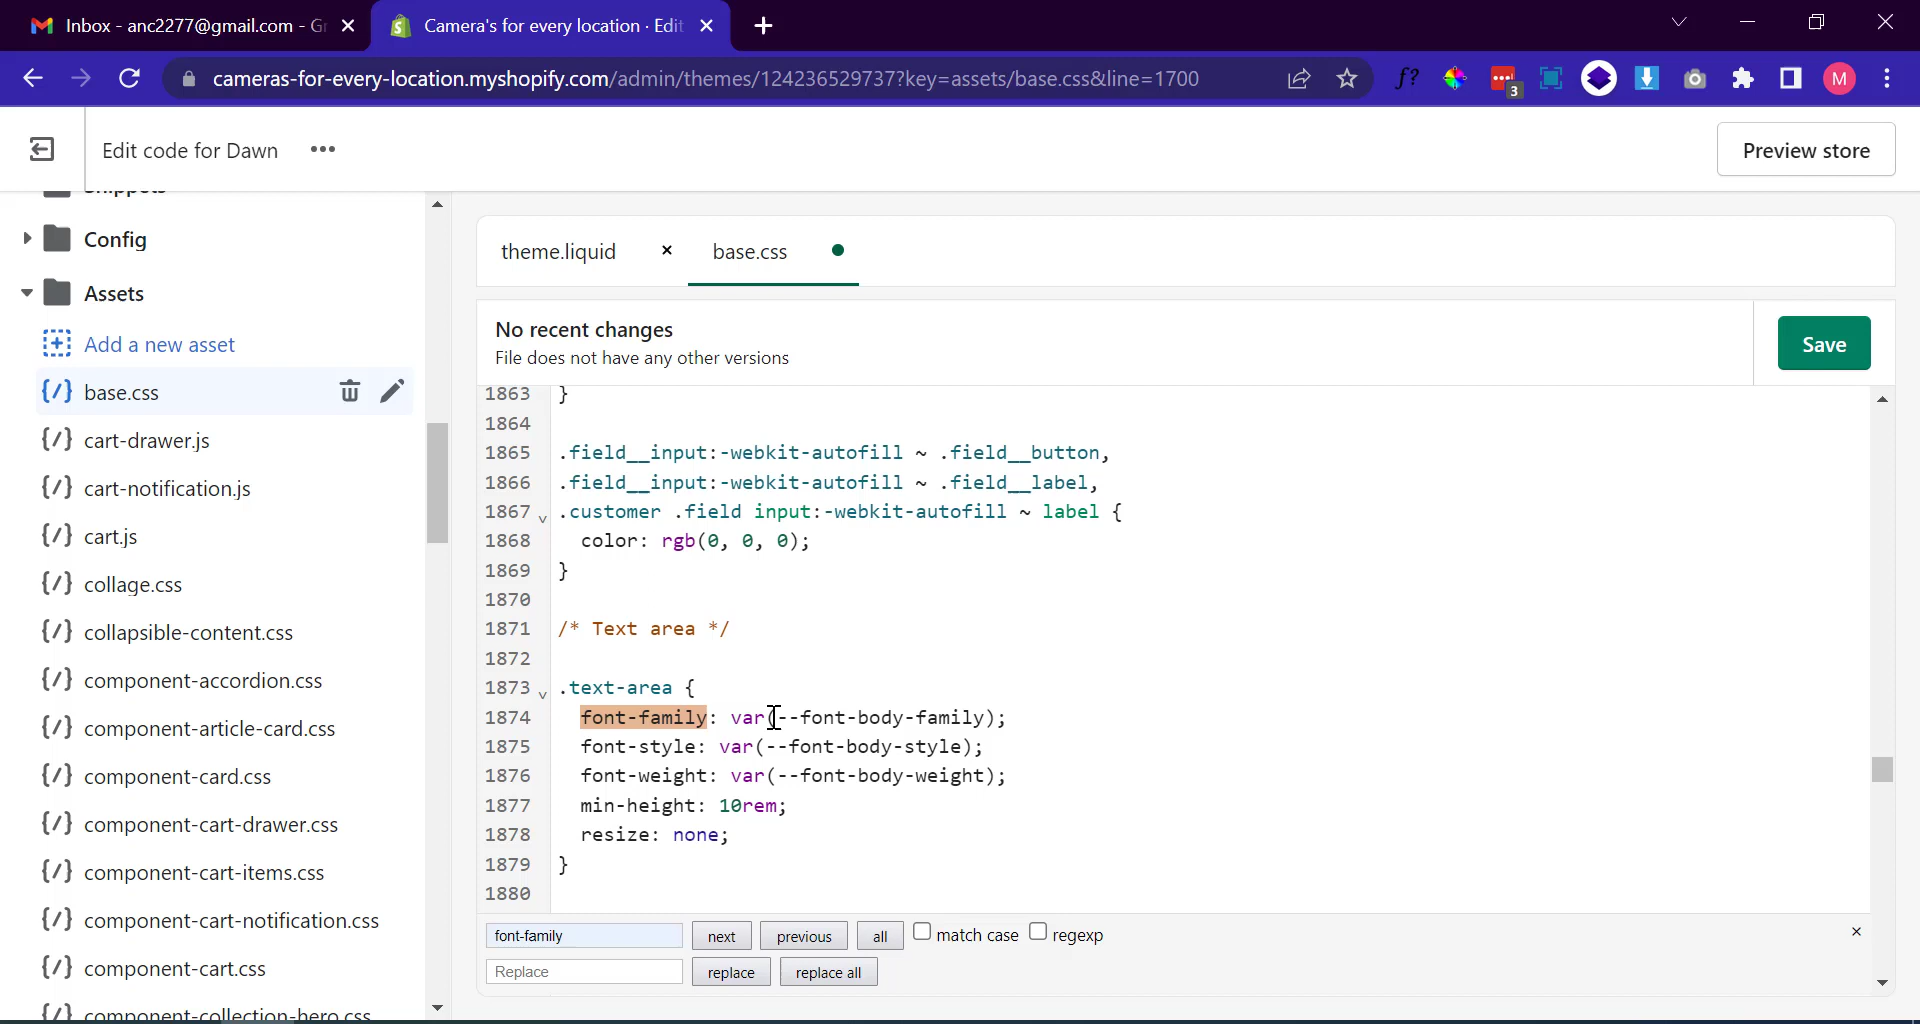 Inbox - anc2277@gmail.com - Gr
Camera's for every location · Edit
cameras-for-every-location.myshopify.com/admin/themes/124236529737?key=assets/base.css&line=1700
f?
3
M
Edit code for Dawn
Preview store
Snippets
Config
Assets
Add a new asset
{/} base.css
{/} cart-drawer.js
{/} cart-notification.js
{/} cart.js
{/} collage.css
{/} collapsible-content.css
{/} component-accordion.css
{/} component-article-card.css
{/} component-card.css
{/} component-cart-drawer.css
{/} component-cart-items.css
{/} component-cart-notification.css
{/} component-cart.css
{/} component-collection-hero.css
theme.liquid
base.css
No recent changes
File does not have any other versions
Save
1863 }
1864
1865 .field__input:-webkit-autofill ~ .field__button,
1866 .field__input:-webkit-autofill ~ .field__label,
1867 .customer .field input:-webkit-autofill ~ label {
1868 color: rgb(0, 0, 0);
1869 }
1870
1871 /* Text area */
1872
1873 .text-area {
1874 font-family: var(--font-body-family);
1875 font-style: var(--font-body-style);
1876 font-weight: var(--font-body-weight);
1877 min-height: 10rem;
1878 resize: none;
1879 }
1880
font-family next previous all match case regexp
Replace replace replace all